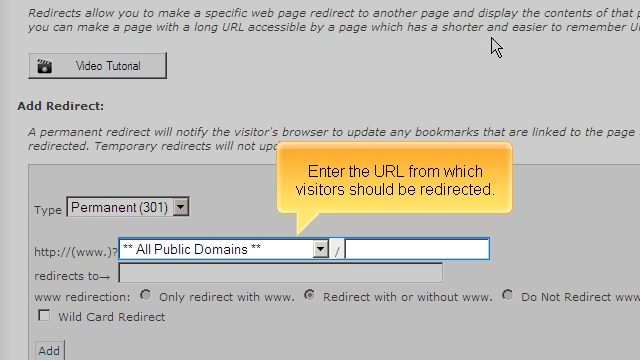 Redirects allow you to make a specific web page redirect to another page and display the contents of that
you can make a page with a long URL accessible by a page which has a shorter and easier to remember
Video Tutorial
Add Redirect:
A permanent redirect will notify the visitor's browser to update any bookmarks that are linked to the page
redirected. Temporary redirects will not
Enter the URL from which
visitors should be redirected.
Type Permanent (301)
http://(www.)? ** All Public Domains ** /
redirects to→
www redirection: Only redirect with www. Redirect with or without www. Do Not Redirect www
Wild Card Redirect
Add